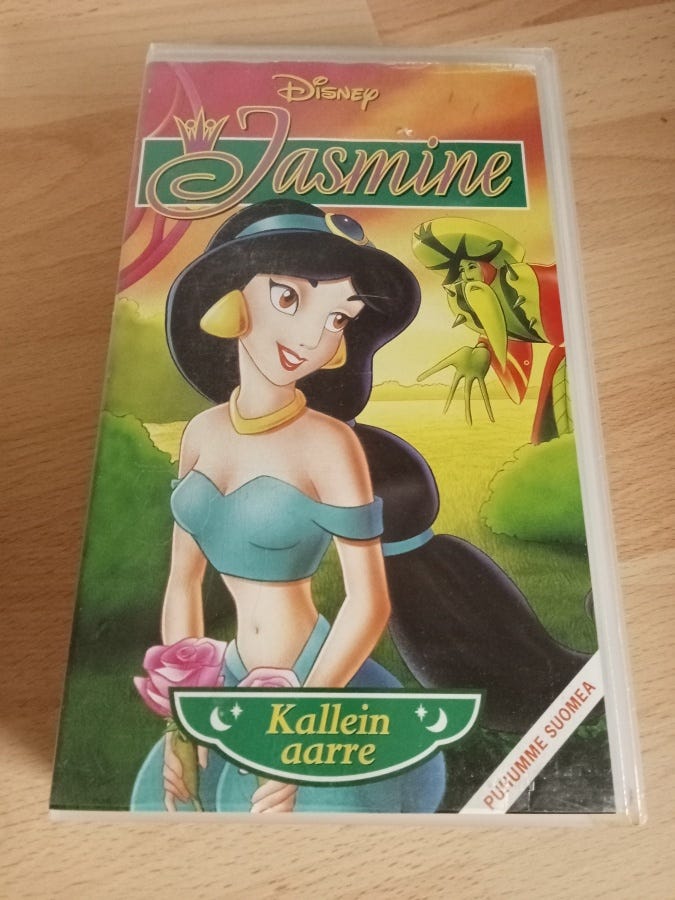 Disney
Jasmine
Kallein
aarre
PUHUMME SUOMEA